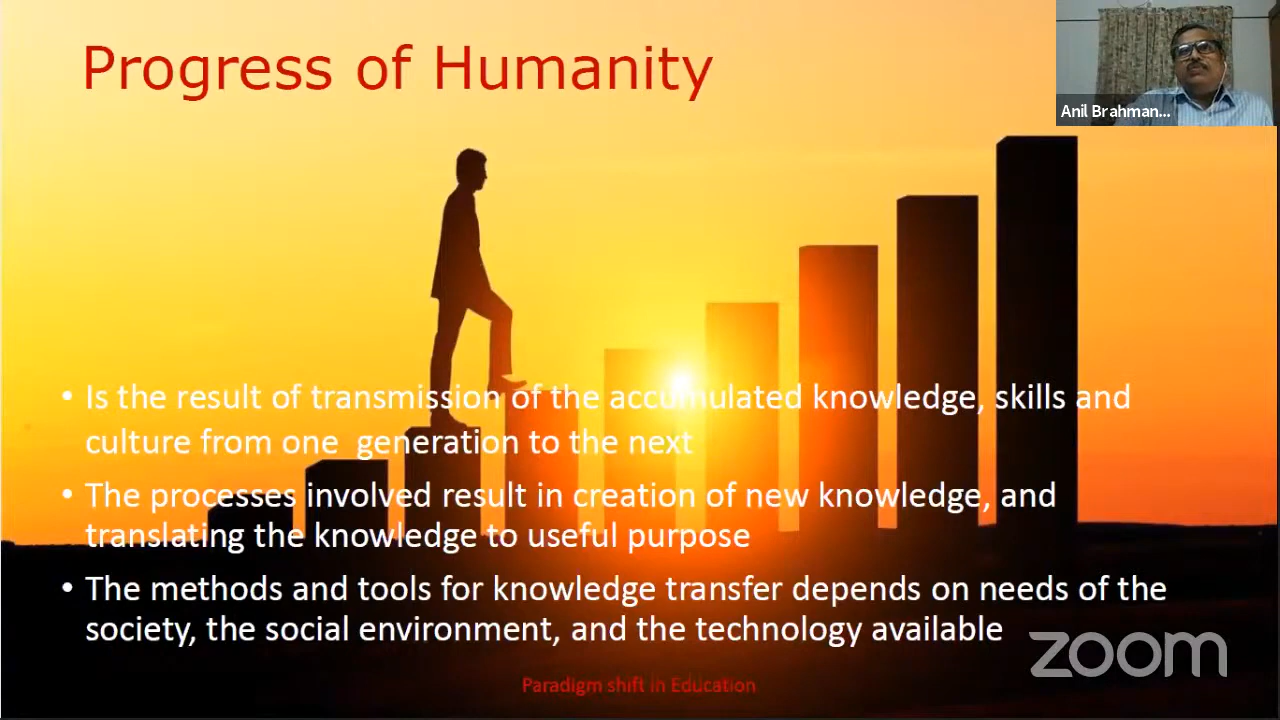 Progress of Humanity
Anil Brahman...
• Is the result of transmission of the accumulated knowledge, skills and
culture from one generation to the next
• The processes involved result in creation of new knowledge, and
translating the knowledge to useful purpose
• The methods and tools for knowledge transfer depends on needs of the
society, the social environment, and the technology available
zoom
Paradigm shift in Education